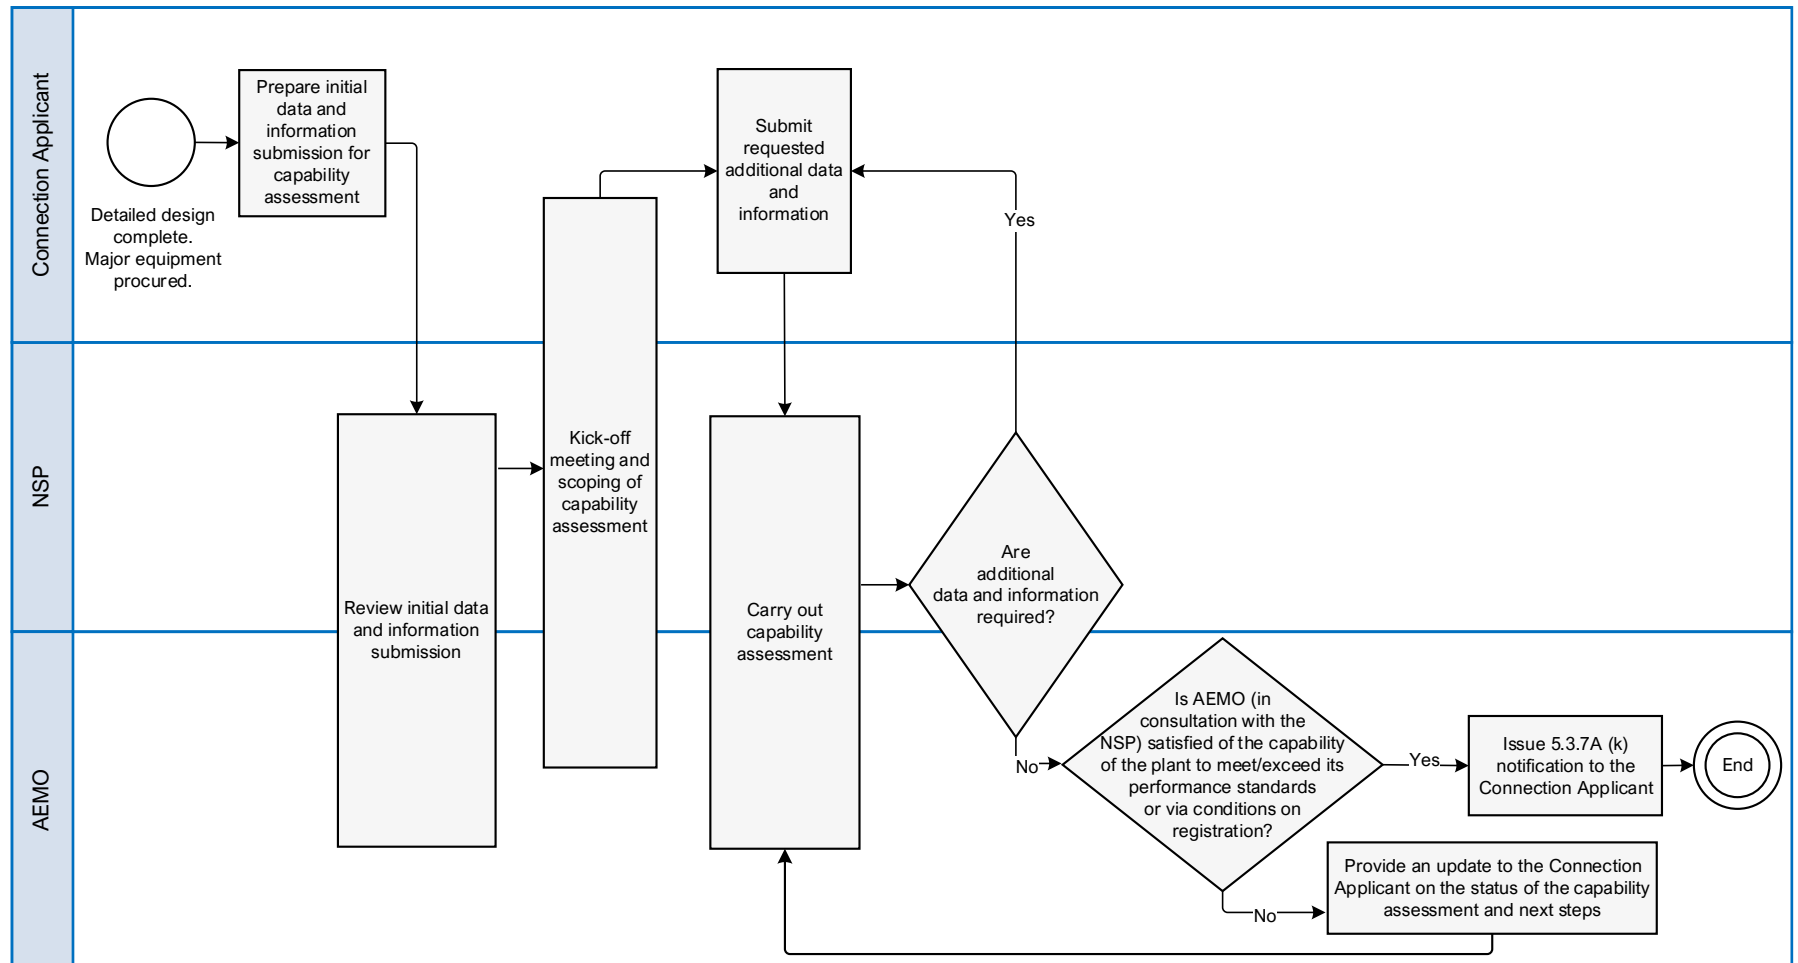 Connection Applicant
Detailed design
complete.
Major equipment
procured.
Prepare initial
data and
information
submission for
capability
assessment
Submit
requested
additional data
and
information
Yes
NSP
Review initial data
and information
submission
Kick-off
meeting and
scoping of
capability
assessment
Carry out
capability
assessment
Are
additional
data and information
required?
AEMO
No
Is AEMO (in
consultation with the
NSP) satisfied of the capability
of the plant to meet/exceed its
performance standards
or via conditions on
registration?
Yes
Issue 5.3.7A (k)
notification to the
Connection Applicant
End
No
Provide an update to the Connection
Applicant on the status of the capability
assessment and next steps